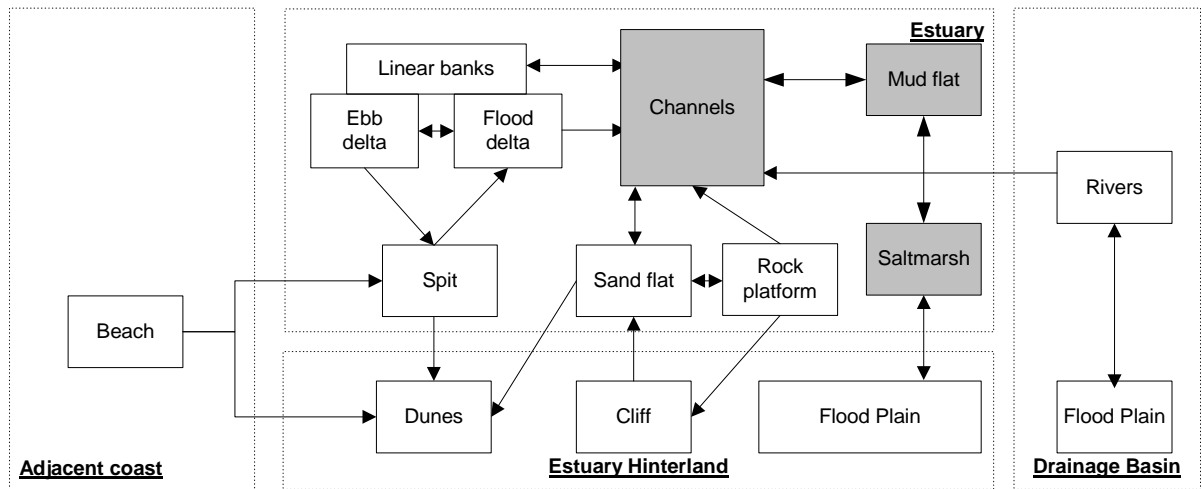 Estuary
Linear banks
Mud flat
Channels
Ebb
delta
Flood
delta
Rivers
Saltmarsh
Spit
Sand flat
Rock
platform
Beach
Dunes
Cliff
Flood Plain
Flood Plain
Adjacent coast
Estuary Hinterland
Drainage Basin